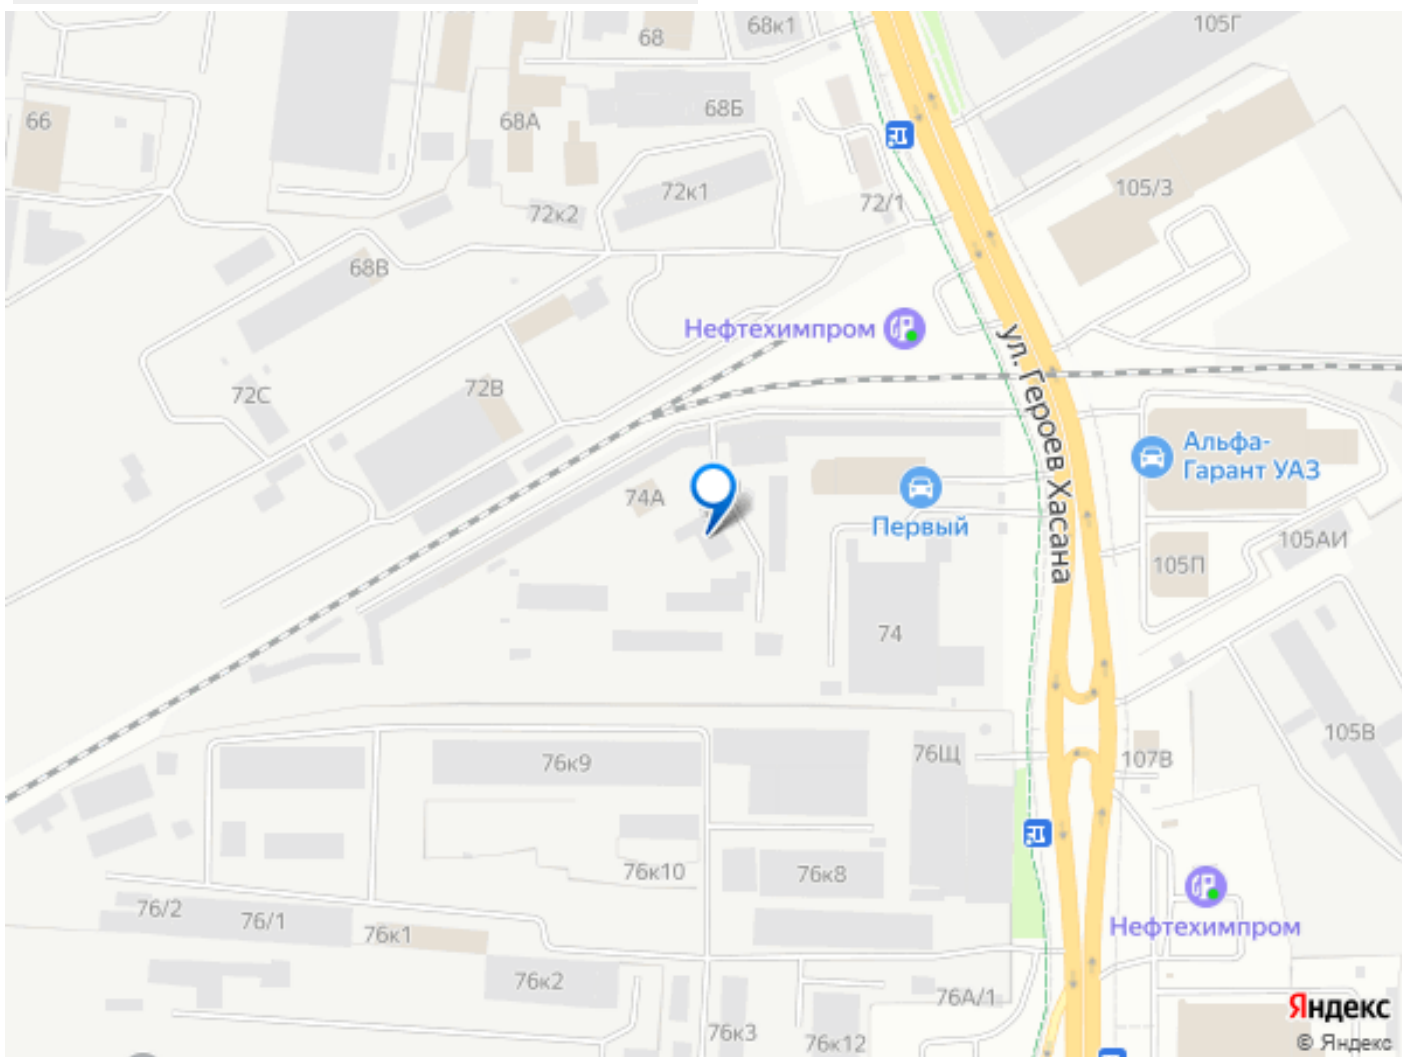 68
68к1
105Г
66
68А
68Б
72к1
105/3
72к2
72/1
68В
Нефтехимпром
ул. Героев Хасана
72С
72В
Альфа-
Гарант УАЗ
74А
Первый
105АИ
105П
74
105В
76Щ
107В
76к9
76к10
76к8
76/2
76/1
76к1
Нефтехимпром
76к2
76А/1
76к3
76к12
Яндекс
© Яндекс